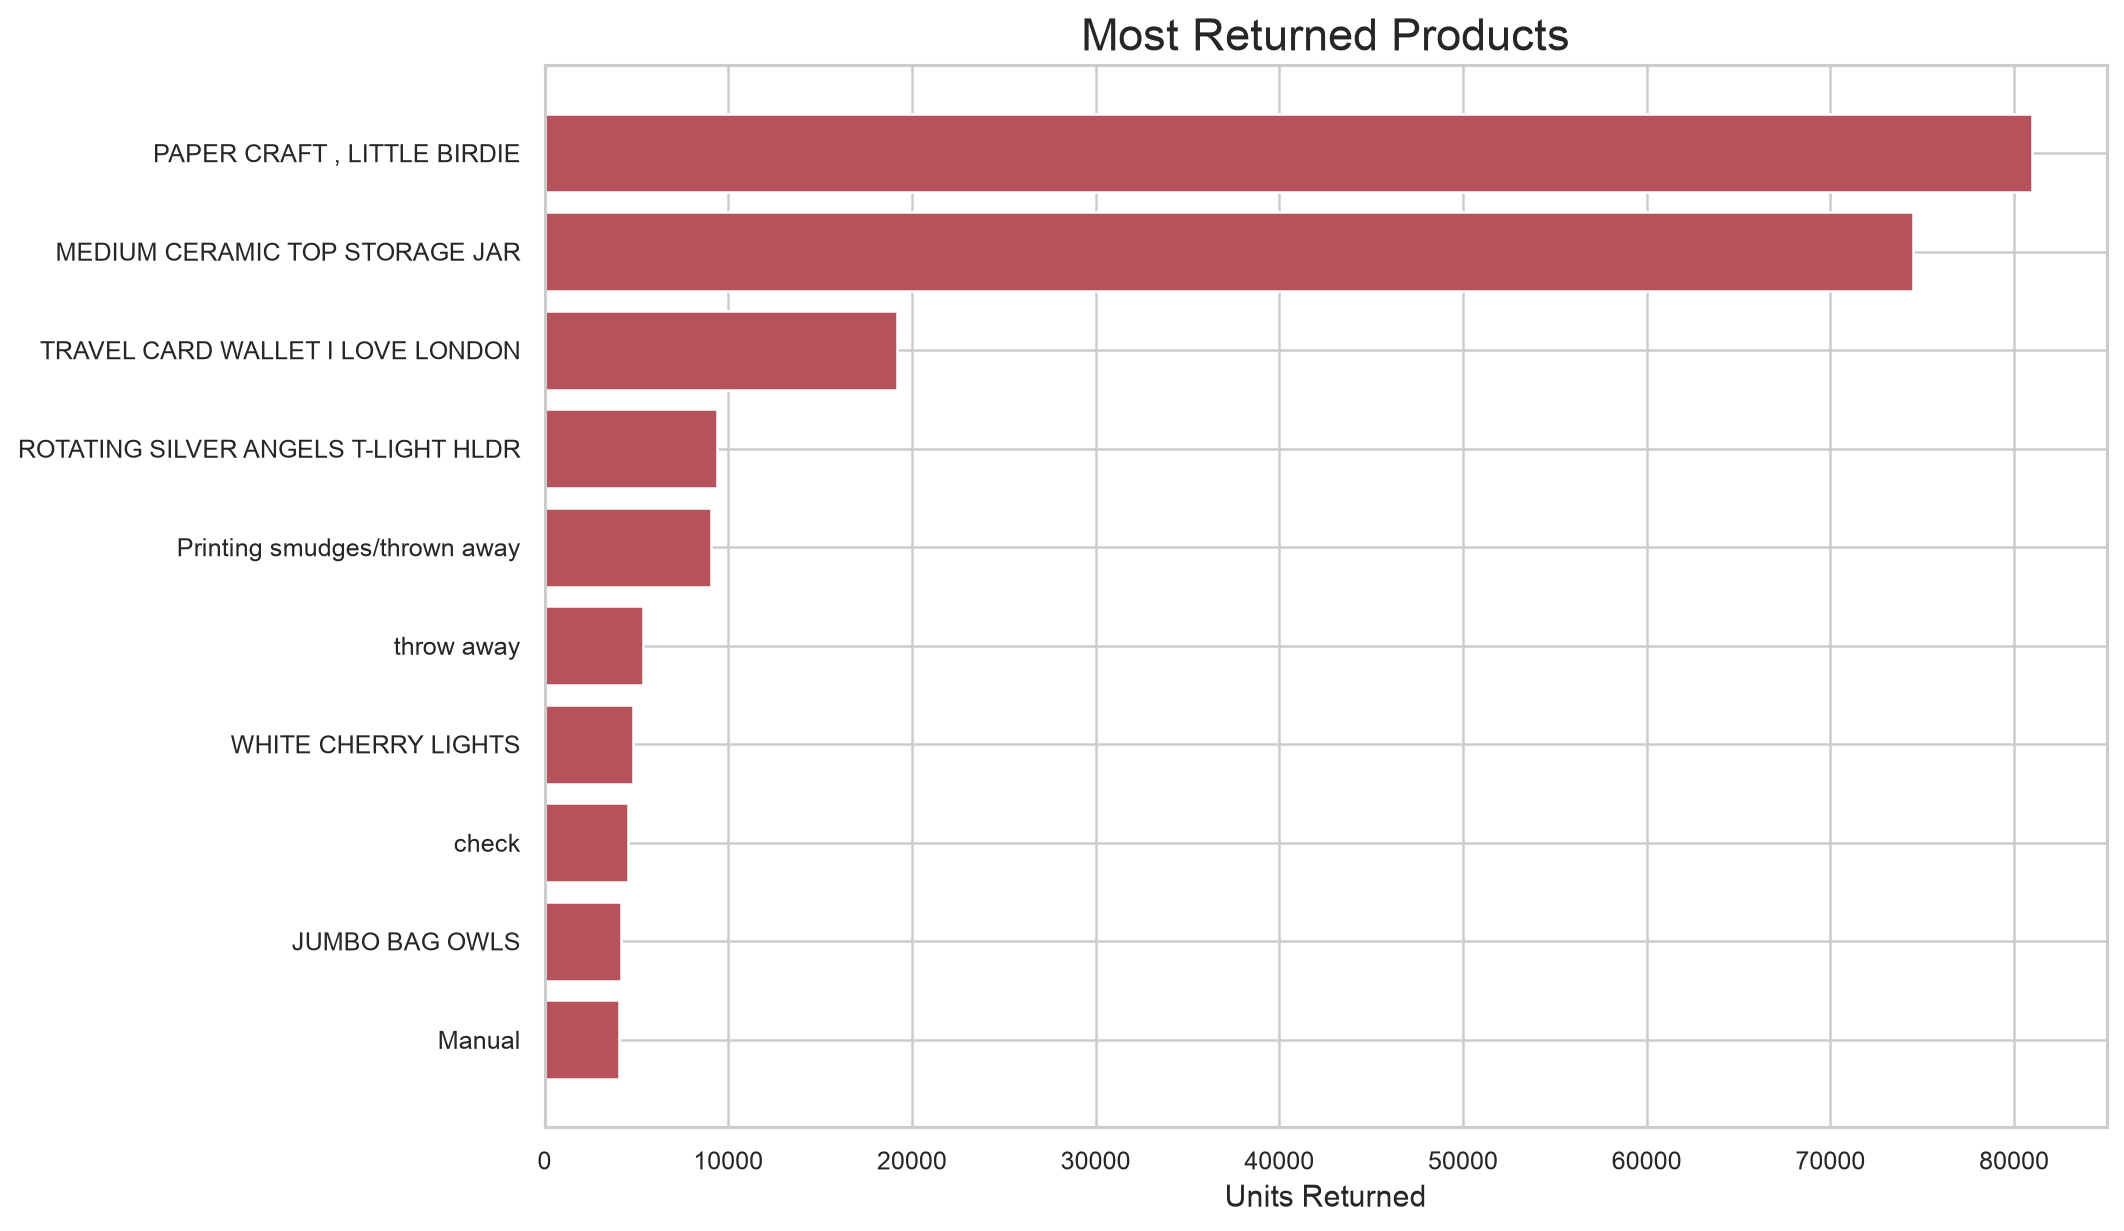 Most Returned Products
PAPER CRAFT , LITTLE BIRDIE
MEDIUM CERAMIC TOP STORAGE JAR
TRAVEL CARD WALLET I LOVE LONDON
ROTATING SILVER ANGELS T-LIGHT HLDR
Printing smudges/thrown away
throw away
WHITE CHERRY LIGHTS
check
JUMBO BAG OWLS
Manual
0 10000 20000 30000 40000 50000 60000 70000 80000
Units Returned